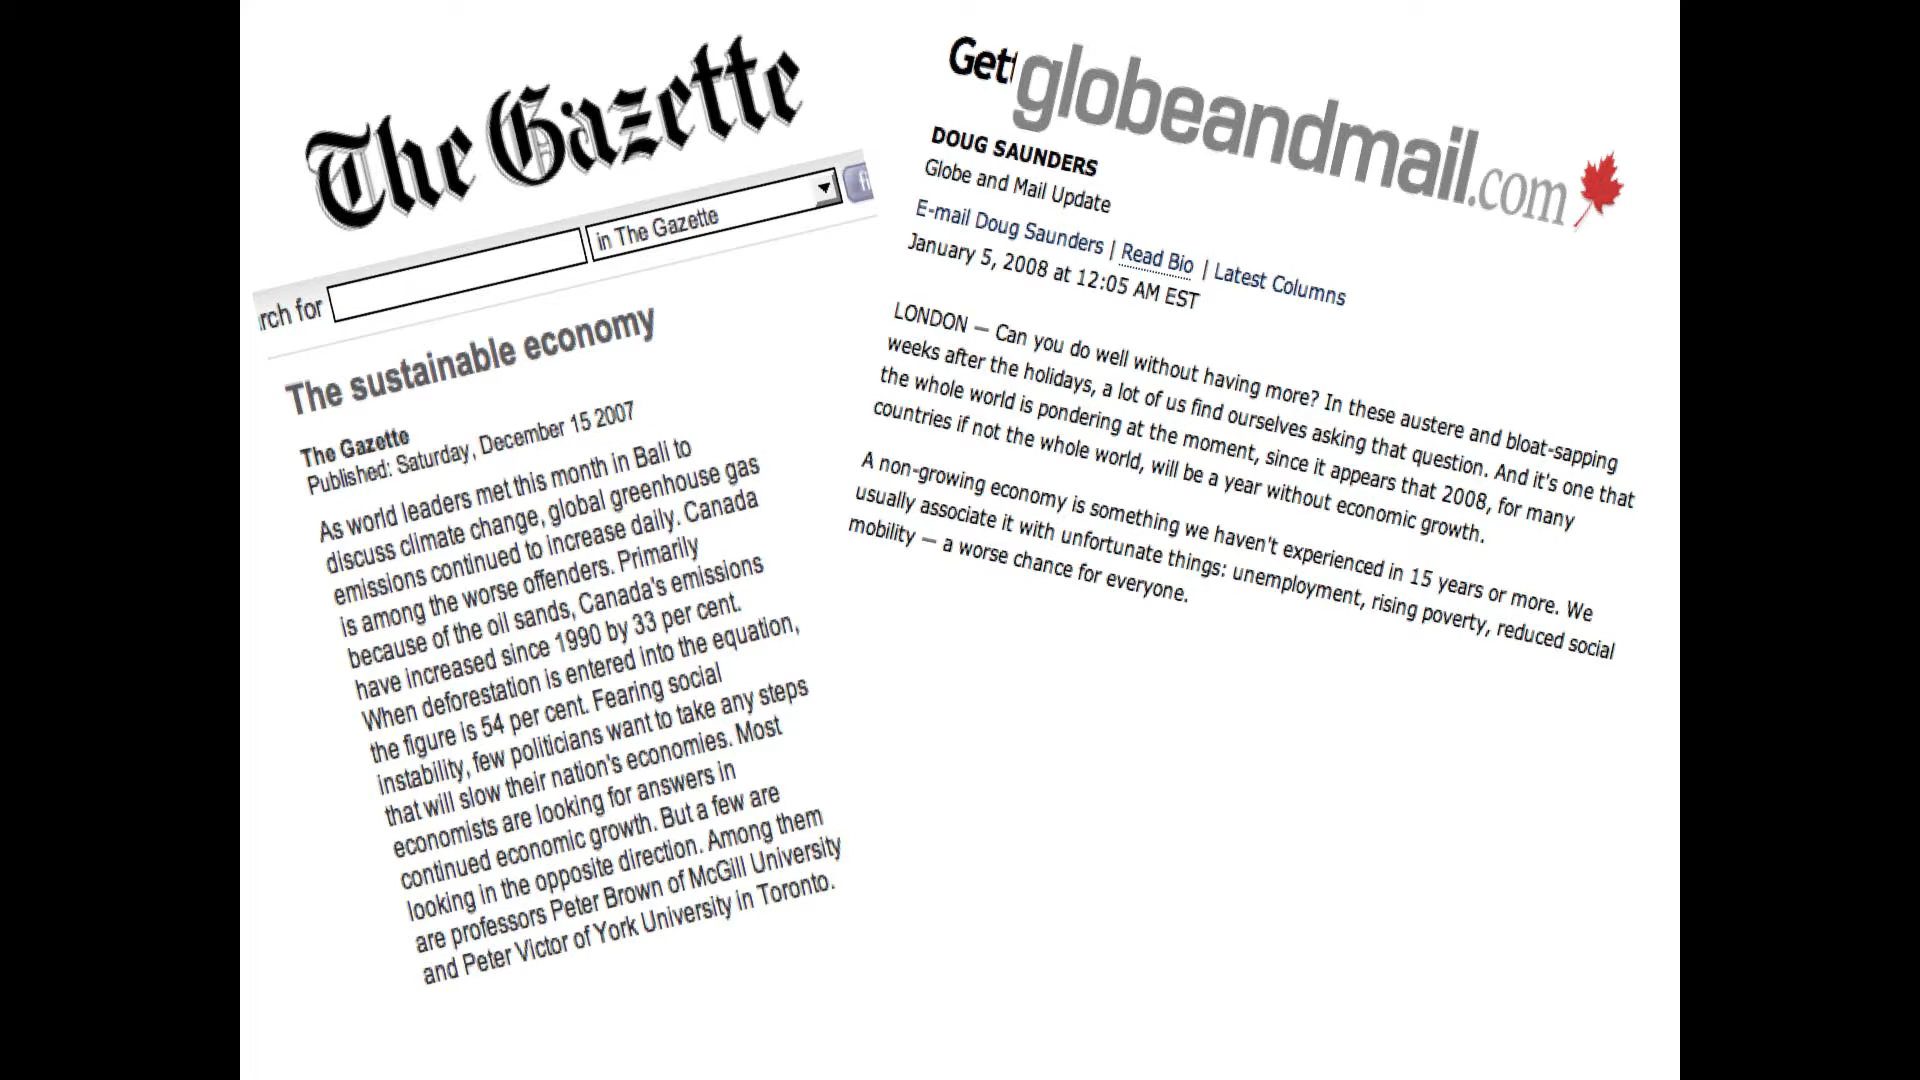 The Gazette
rch for
in The Gazette
The sustainable economy
The Gazette
Published: Saturday, December 15 2007
As world leaders met this month in Bali to
discuss climate change, global greenhouse gas
emissions continued to increase daily. Canada
is among the worse offenders. Primarily
because of the oil sands, Canada's emissions
have increased since 1990 by 33 per cent.
When deforestation is entered into the equation,
the figure is 54 per cent. Fearing social
instability, few politicians want to take any steps
that will slow their nation's economies. Most
economists are looking for answers in
continued economic growth. But a few are
looking in the opposite direction. Among them
are professors Peter Brown of McGill University
and Peter Victor of York University in Toronto.
globeandmail.com
DOUG SAUNDERS
Globe and Mail Update
E-mail Doug Saunders | Read Bio | Latest Columns
January 5, 2008 at 12:05 AM EST
LONDON — Can you do well without having more? In these austere and bloat-sapping
weeks after the holidays, a lot of us find ourselves asking that question. And it's one that
the whole world is pondering at the moment, since it appears that 2008, for many
countries if not the whole world, will be a year without economic growth.
A non-growing economy is something we haven't experienced in 15 years or more. We
usually associate it with unfortunate things: unemployment, rising poverty, reduced social
mobility — a worse chance for everyone.